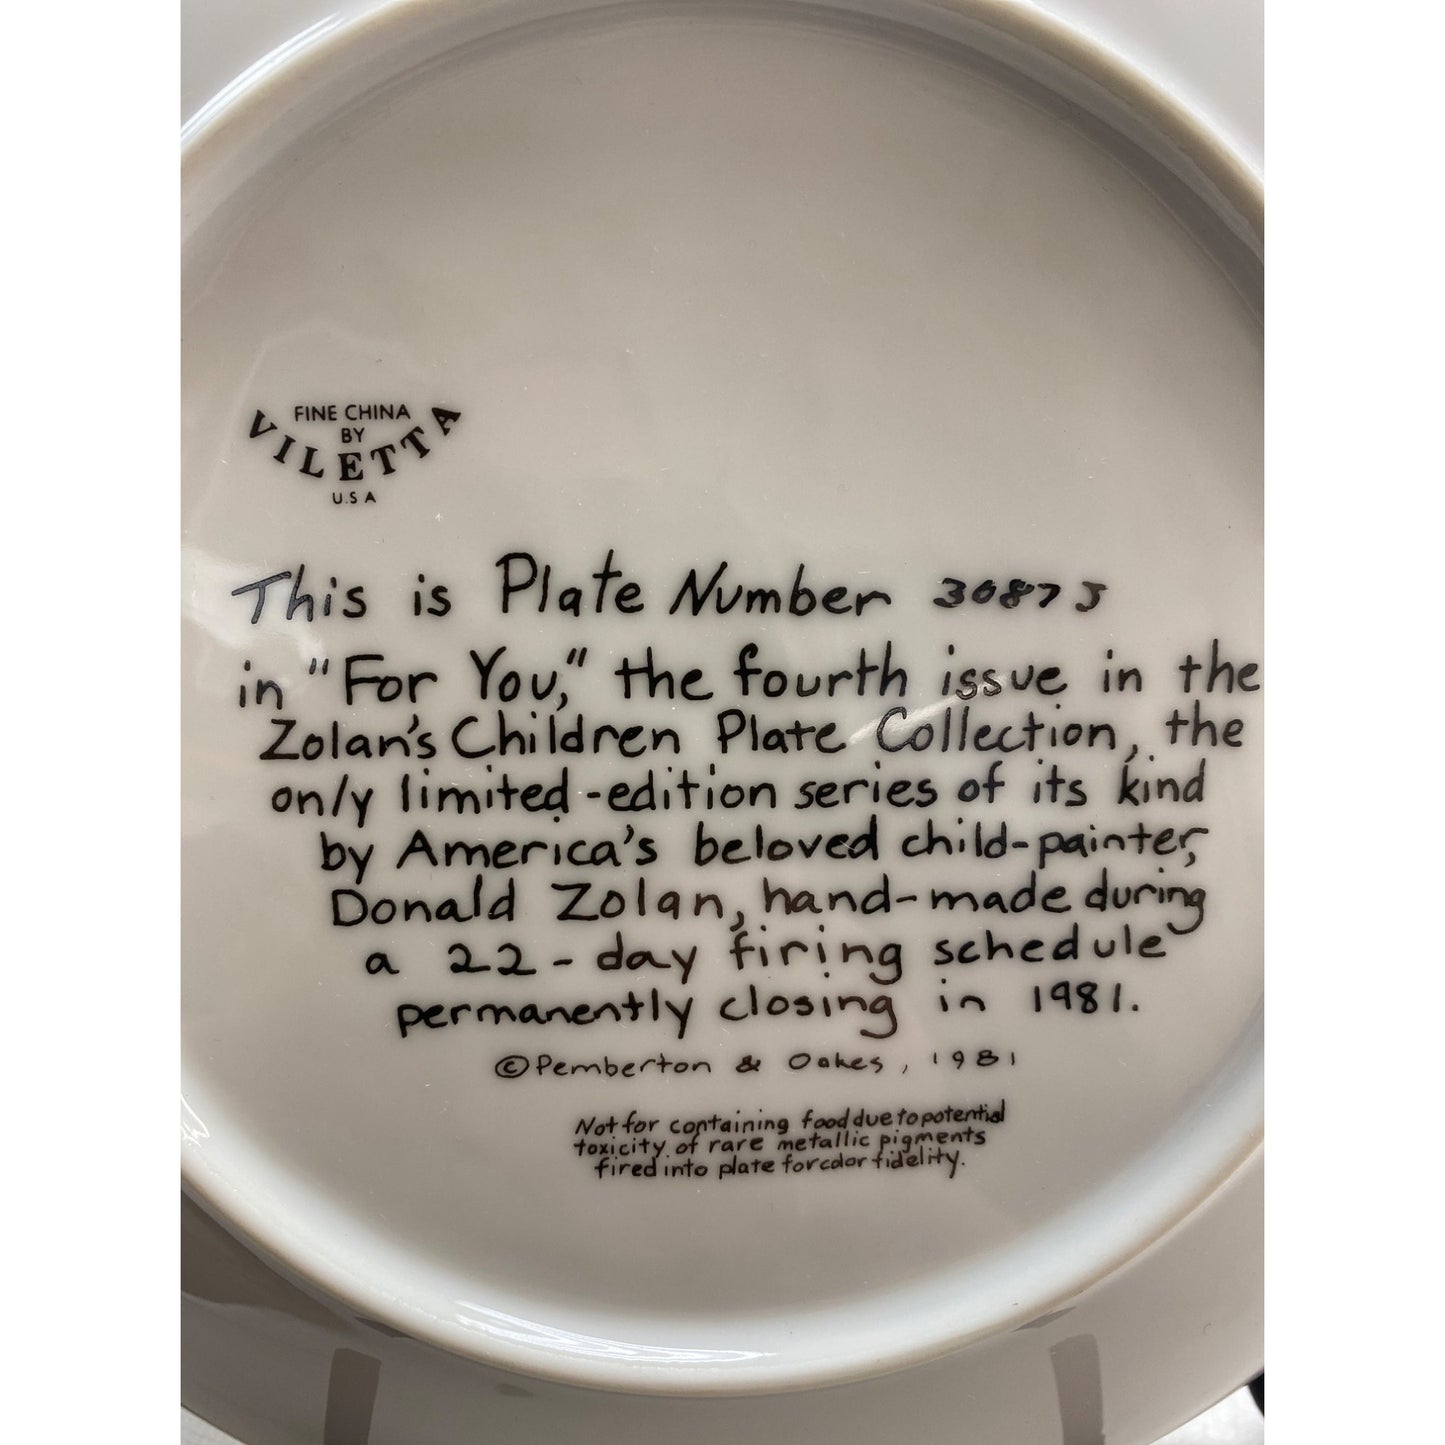 FINE CHINA
BY
VILETTA
U.S A
This is Plate Number 3087J
in "For You," the fourth issue in the
Zolan's Children Plate Collection, the
only limited-edition series of its kind
by America's beloved child-painter,
Donald Zolan, hand-made during
a 22-day firing schedule
permanently closing in 1981.
©Pemberton & Oakes, 1981
Not for containing food due to potential
toxicity of rare metallic pigments
fired into plate for color fidelity.